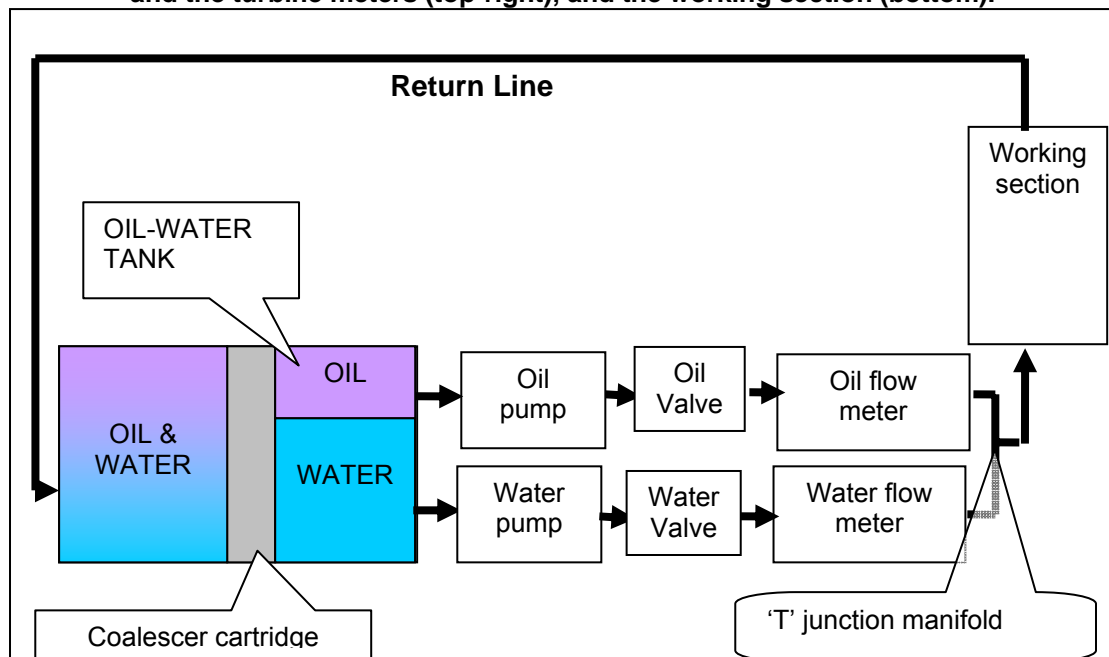 and the turbine meters (top right), and the working section (bottom).
Return Line
Working
section
OIL-WATER
TANK
OIL
OIL &
WATER
WATER
Oil
pump
Oil
Valve
Oil flow
meter
Water
pump
Water
Valve
Water flow
meter
Coalescer cartridge
‘T’ junction manifold